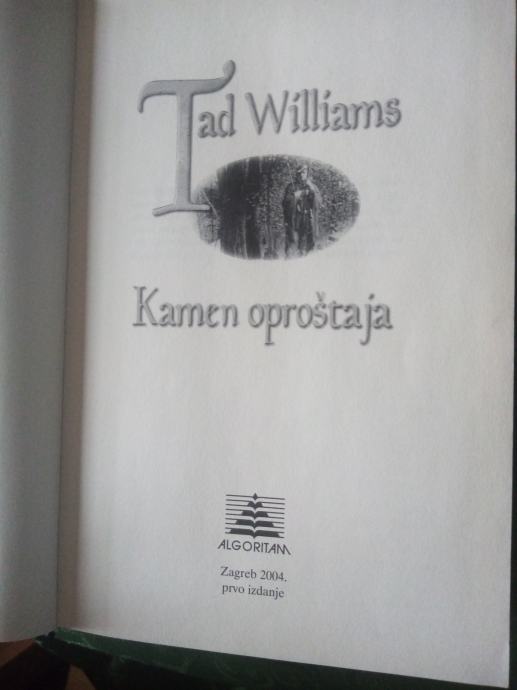 Tad Williams
Kamen oproštaja
ALGORITAM
Zagreb 2004.
prvo izdanje